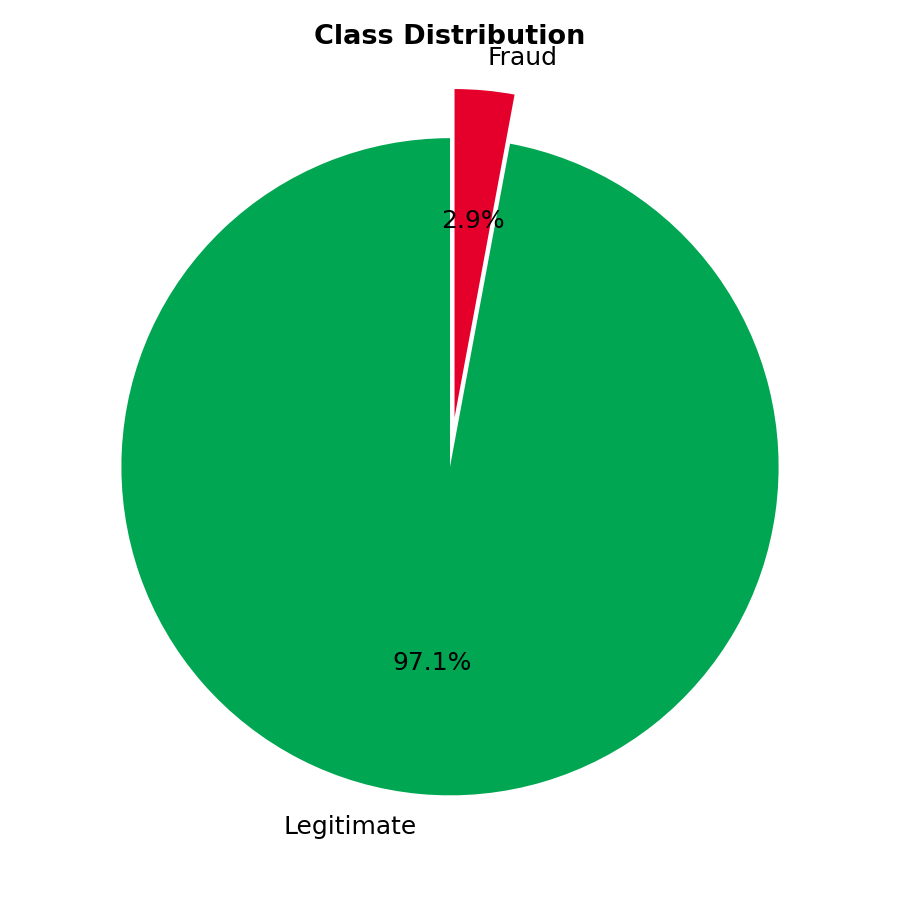 Class Distribution
Fraud
2.9%
97.1%
Legitimate